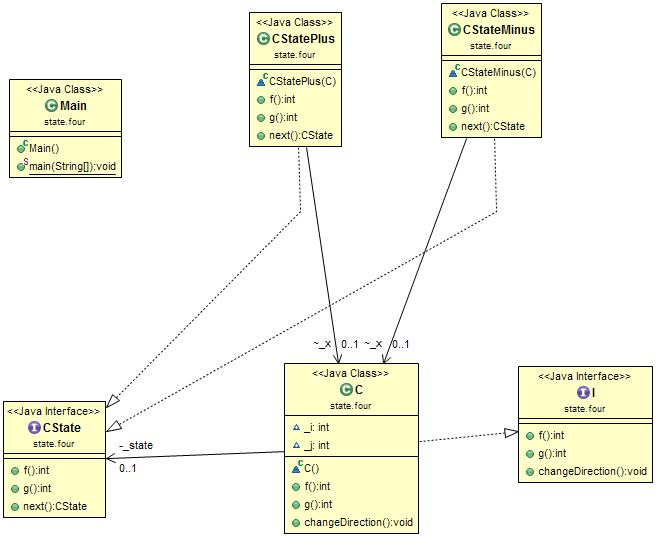 <<Java Class>>
CStatePlus
state.four
CStatePlus(C)
f():int
g():int
next():CState
<<Java Class>>
CStateMinus
state.four
CStateMinus(C)
f():int
g():int
next():CState
<<Java Class>>
Main
state.four
Main()
main(String[]):void
~_x 0..1
~_x 0..1
<<Java Interface>>
CState
state.four
f():int
g():int
next():CState
-_state
0..1
<<Java Class>>
C
state.four
_i: int
_j: int
C()
f():int
g():int
changeDirection():void
<<Java Interface>>
I
state.four
f():int
g():int
changeDirection():void